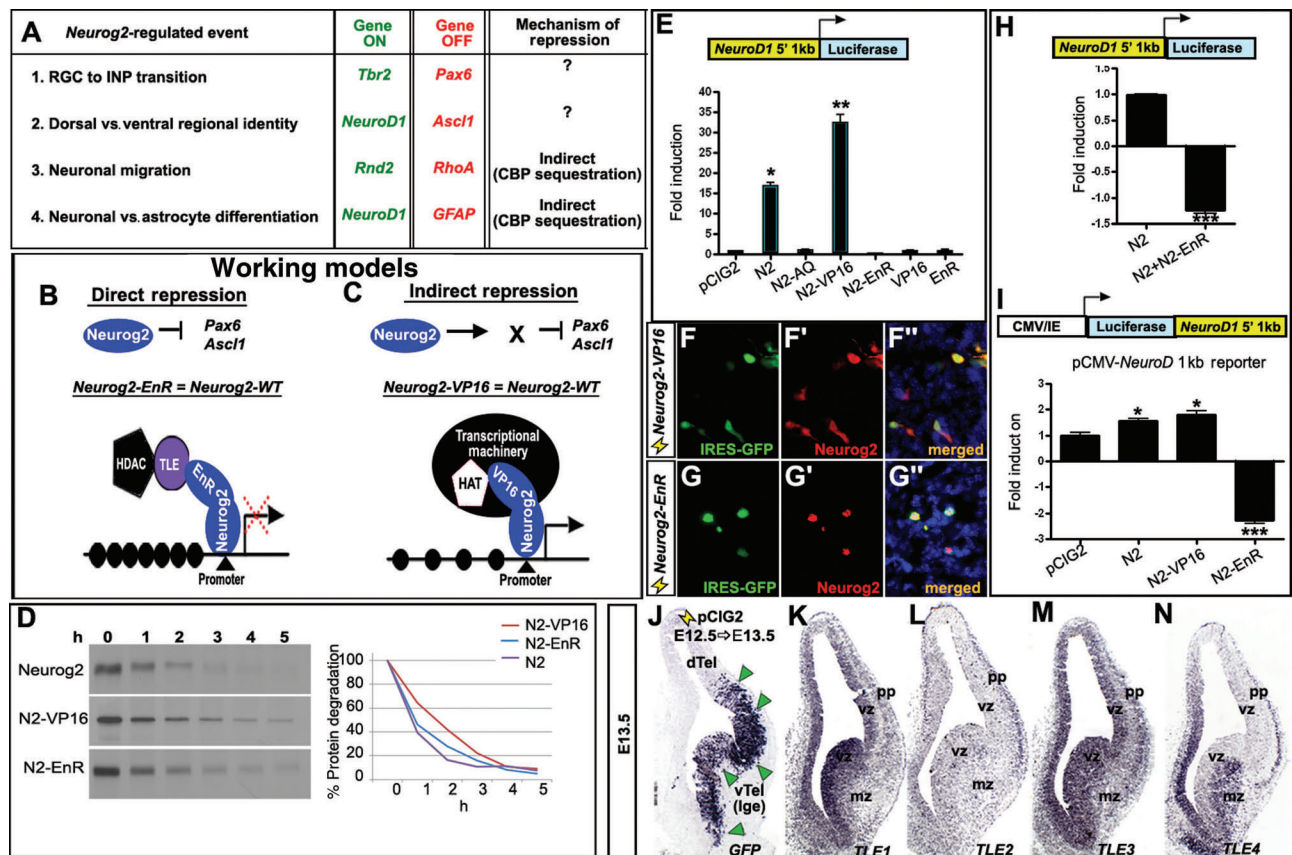 A
Neurog2-regulated event
Gene ON
Gene OFF
Mechanism of repression
1. RGC to INP transition
Tbr2
Pax6
?
2. Dorsal vs. ventral regional identity
NeuroD1
Ascl1
?
3. Neuronal migration
Rnd2
RhoA
Indirect (CBP sequestration)
4. Neuronal vs. astrocyte differentiation
NeuroD1
GFAP
Indirect (CBP sequestration)
Working models
B
Direct repression
Neurog2
Pax6
Ascl1
Neurog2-EnR = Neurog2-WT
HDAC
TLE
EnR
Neurog2
Promoter
C
Indirect repression
Neurog2
X
Pax6
Ascl1
Neurog2-VP16 = Neurog2-WT
Transcriptional machinery
HAT
VP16
Neurog2
Promoter
D
h 0 1 2 3 4 5
Neurog2
N2-VP16
N2-EnR
N2-VP16
N2-EnR
N2
% Protein degradation
100
80
60
40
20
0
0 1 2 3 4 5
h
E
NeuroD1 5' 1kb
Luciferase
Fold induction
40
35
30
25
20
15
10
5
0
*
**
pCIG2
N2
N2-AQ
N2-VP16
N2-EnR
VP16
EnR
Neurog2-VP16
F
IRES-GFP
F'
Neurog2
F''
merged
Neurog2-EnR
G
IRES-GFP
G'
Neurog2
G''
merged
H
NeuroD1 5' 1kb
Luciferase
Fold induction
1.5
1.0
0.5
0.0
-0.5
-1.0
-1.5
***
N2
N2+N2-EnR
I
CMV/IE
Luciferase
NeuroD1 5' 1kb
pCMV-NeuroD 1kb reporter
Fold induct on
4
3
2
1
0
-1
-2
-3
*
*
***
pCIG2
N2
N2-VP16
N2-EnR
E13.5
J
pCIG2
E12.5⇨E13.5
dTel
vTel
(lge)
GFP
K
pp
vz
vz
mz
TLE1
L
pp
vz
vz
mz
TLE2
M
pp
vz
vz
mz
TLE3
N
pp
vz
vz
mz
TLE4